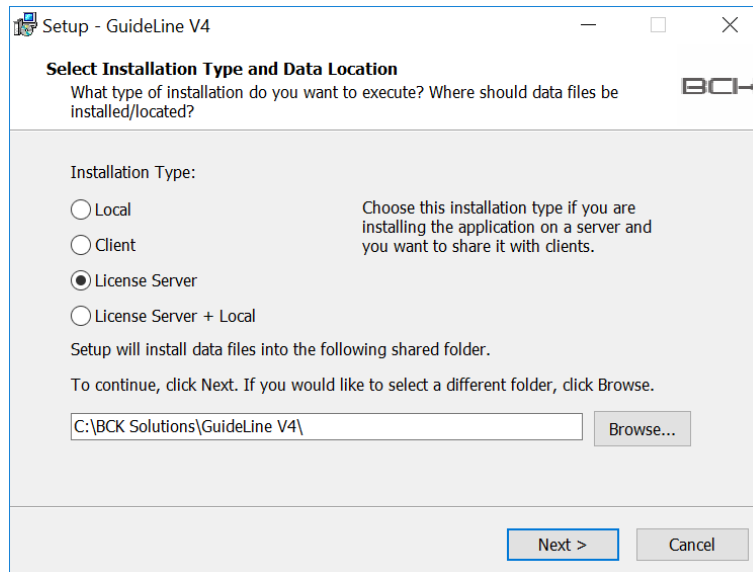 Setup - GuideLine V4
Select Installation Type and Data Location
What type of installation do you want to execute? Where should data files be
installed/located?
BCK
Installation Type:
Local
Choose this installation type if you are
installing the application on a server and
you want to share it with clients.
Client
License Server
License Server + Local
Setup will install data files into the following shared folder.
To continue, click Next. If you would like to select a different folder, click Browse.
C:\BCK Solutions\GuideLine V4\
Browse...
Next >
Cancel